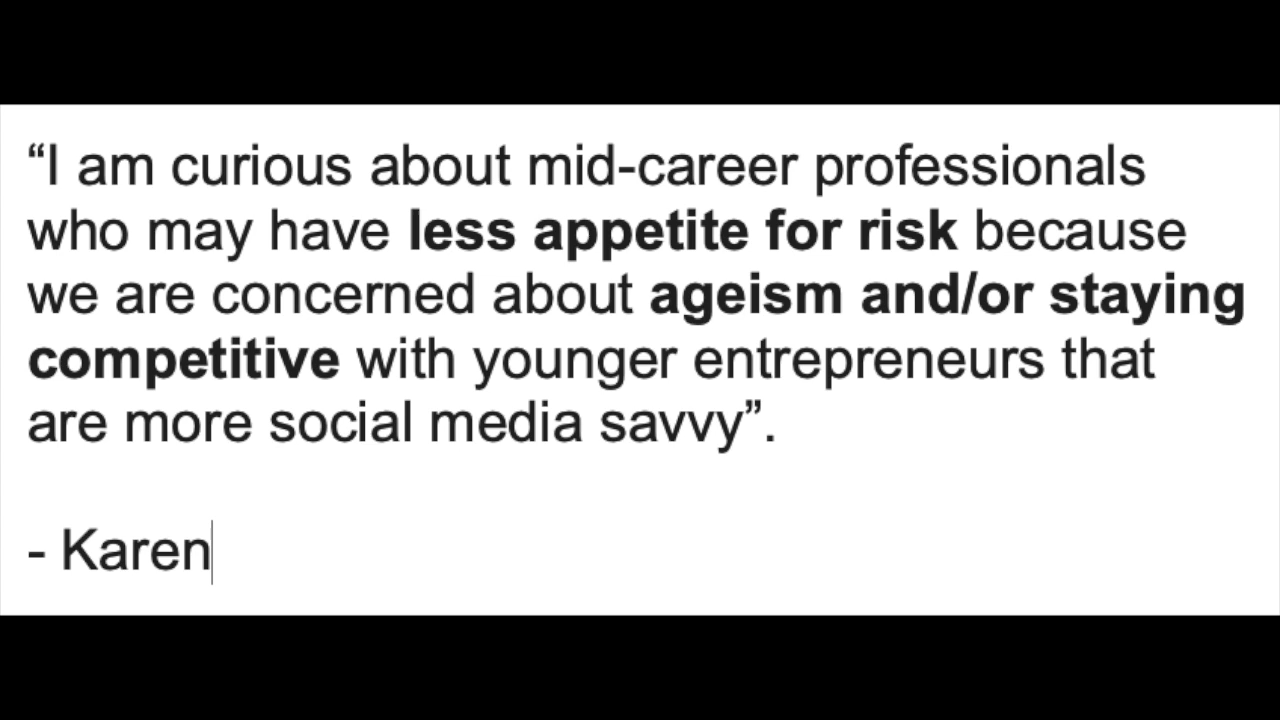 “I am curious about mid-career professionals
who may have less appetite for risk because
we are concerned about ageism and/or staying
competitive with younger entrepreneurs that
are more social media savvy”.
- Karen